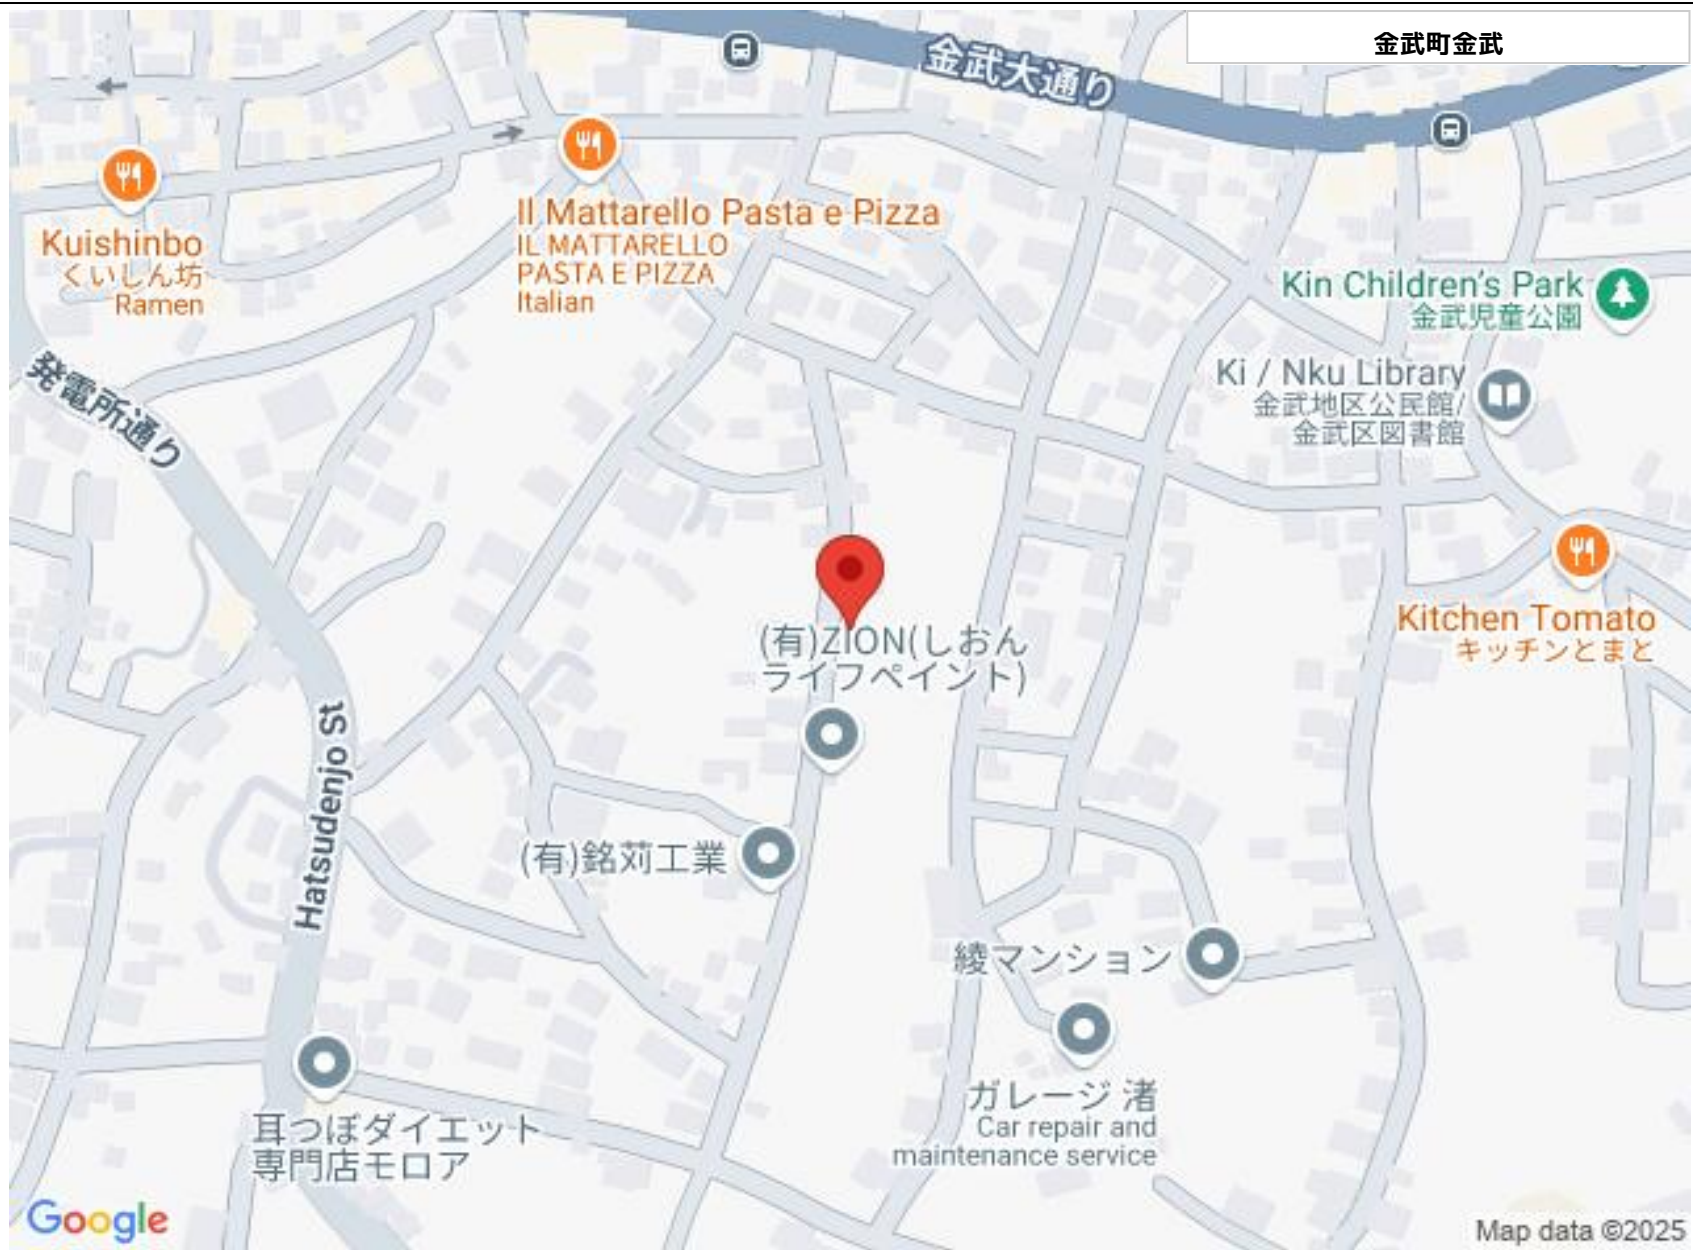 金武町金武
金武大通り
Il Mattarello Pasta e Pizza
IL MATTARELLO
PASTA E PIZZA
Italian
Kuishinbo
くいしん坊
Ramen
Kin Children's Park
金武児童公園
発電所通り
Ki / Nku Library
金武地区公民館/
金武区図書館
Kitchen Tomato
キッチンとまと
(有)ZION(しおん
ライフペイント)
Hatsudenjo St
(有)銘苅工業
綾マンション
ガレージ 渚
Car repair and
maintenance service
耳つぼダイエット
専門店モロア
Google
Map data ©2025